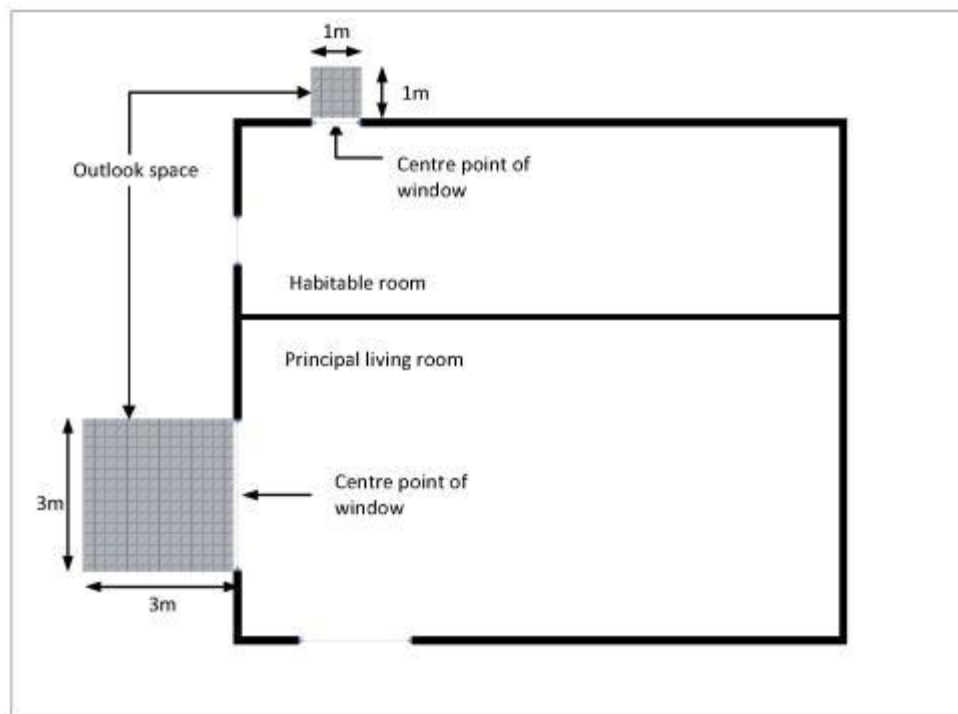 1m
1m
Outlook space
Centre point of
window
Habitable room
Principal living room
3m
Centre point of
window
3m